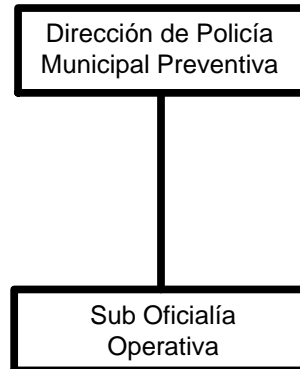 Dirección de Policía
Municipal Preventiva
Sub Oficialía
Operativa